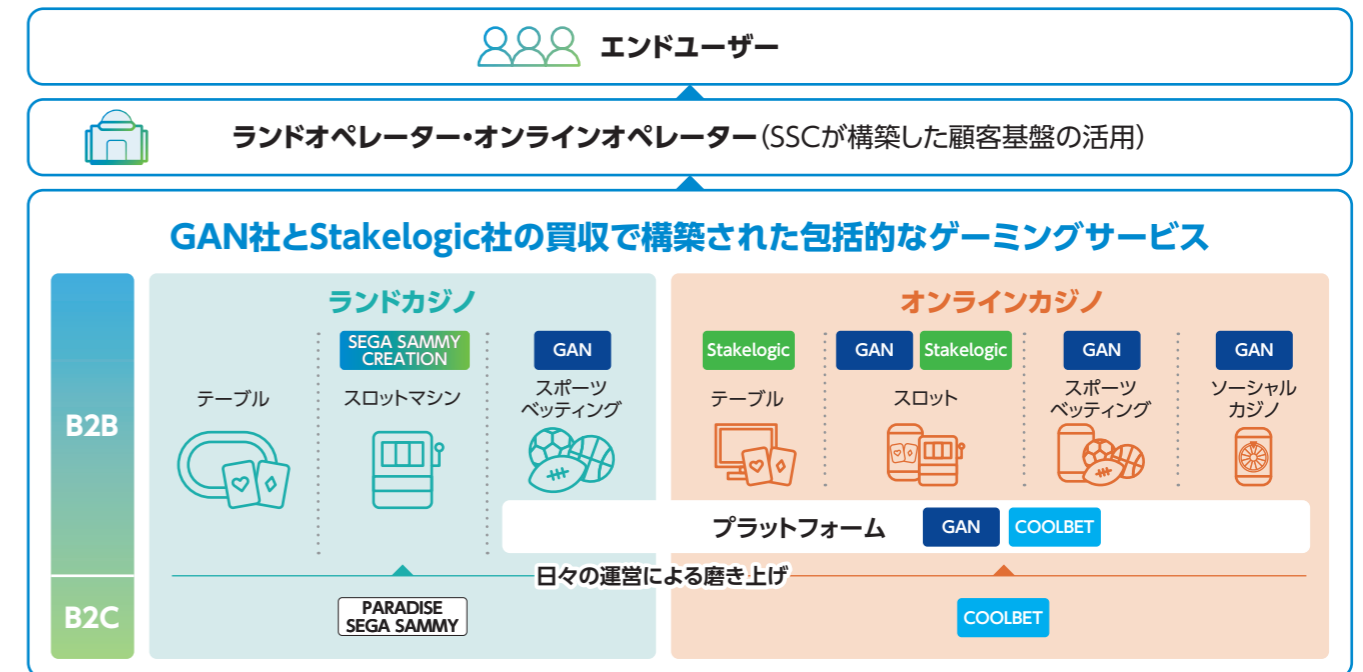 エンドユーザー
ランドオペレーター・オンラインオペレーター(SSCが構築した顧客基盤の活用)
GAN社とStakelogic社の買収で構築された包括的なゲーミングサービス
B2B
ランドカジノ
テーブル
SEGA SAMMY
CREATION
スロットマシン
GAN
スポーツ
ベッティング
オンラインカジノ
Stakelogic
テーブル
GAN Stakelogic
スロット
GAN
スポーツ
ベッティング
GAN
ソーシャル
カジノ
プラットフォーム GAN COOLBET
日々の運営による磨き上げ
B2C
PARADISE
SEGA SAMMY
COOLBET